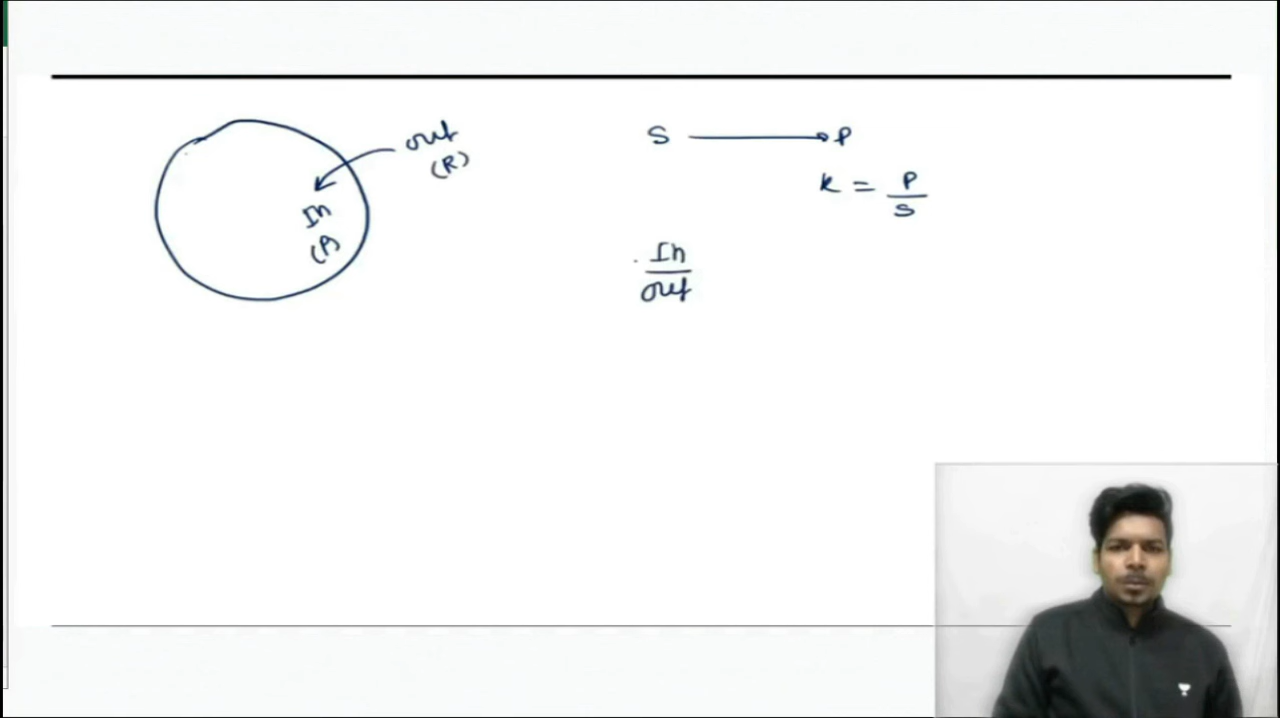 out
(R)
In
(P)
S → P
K = P/S
In/out